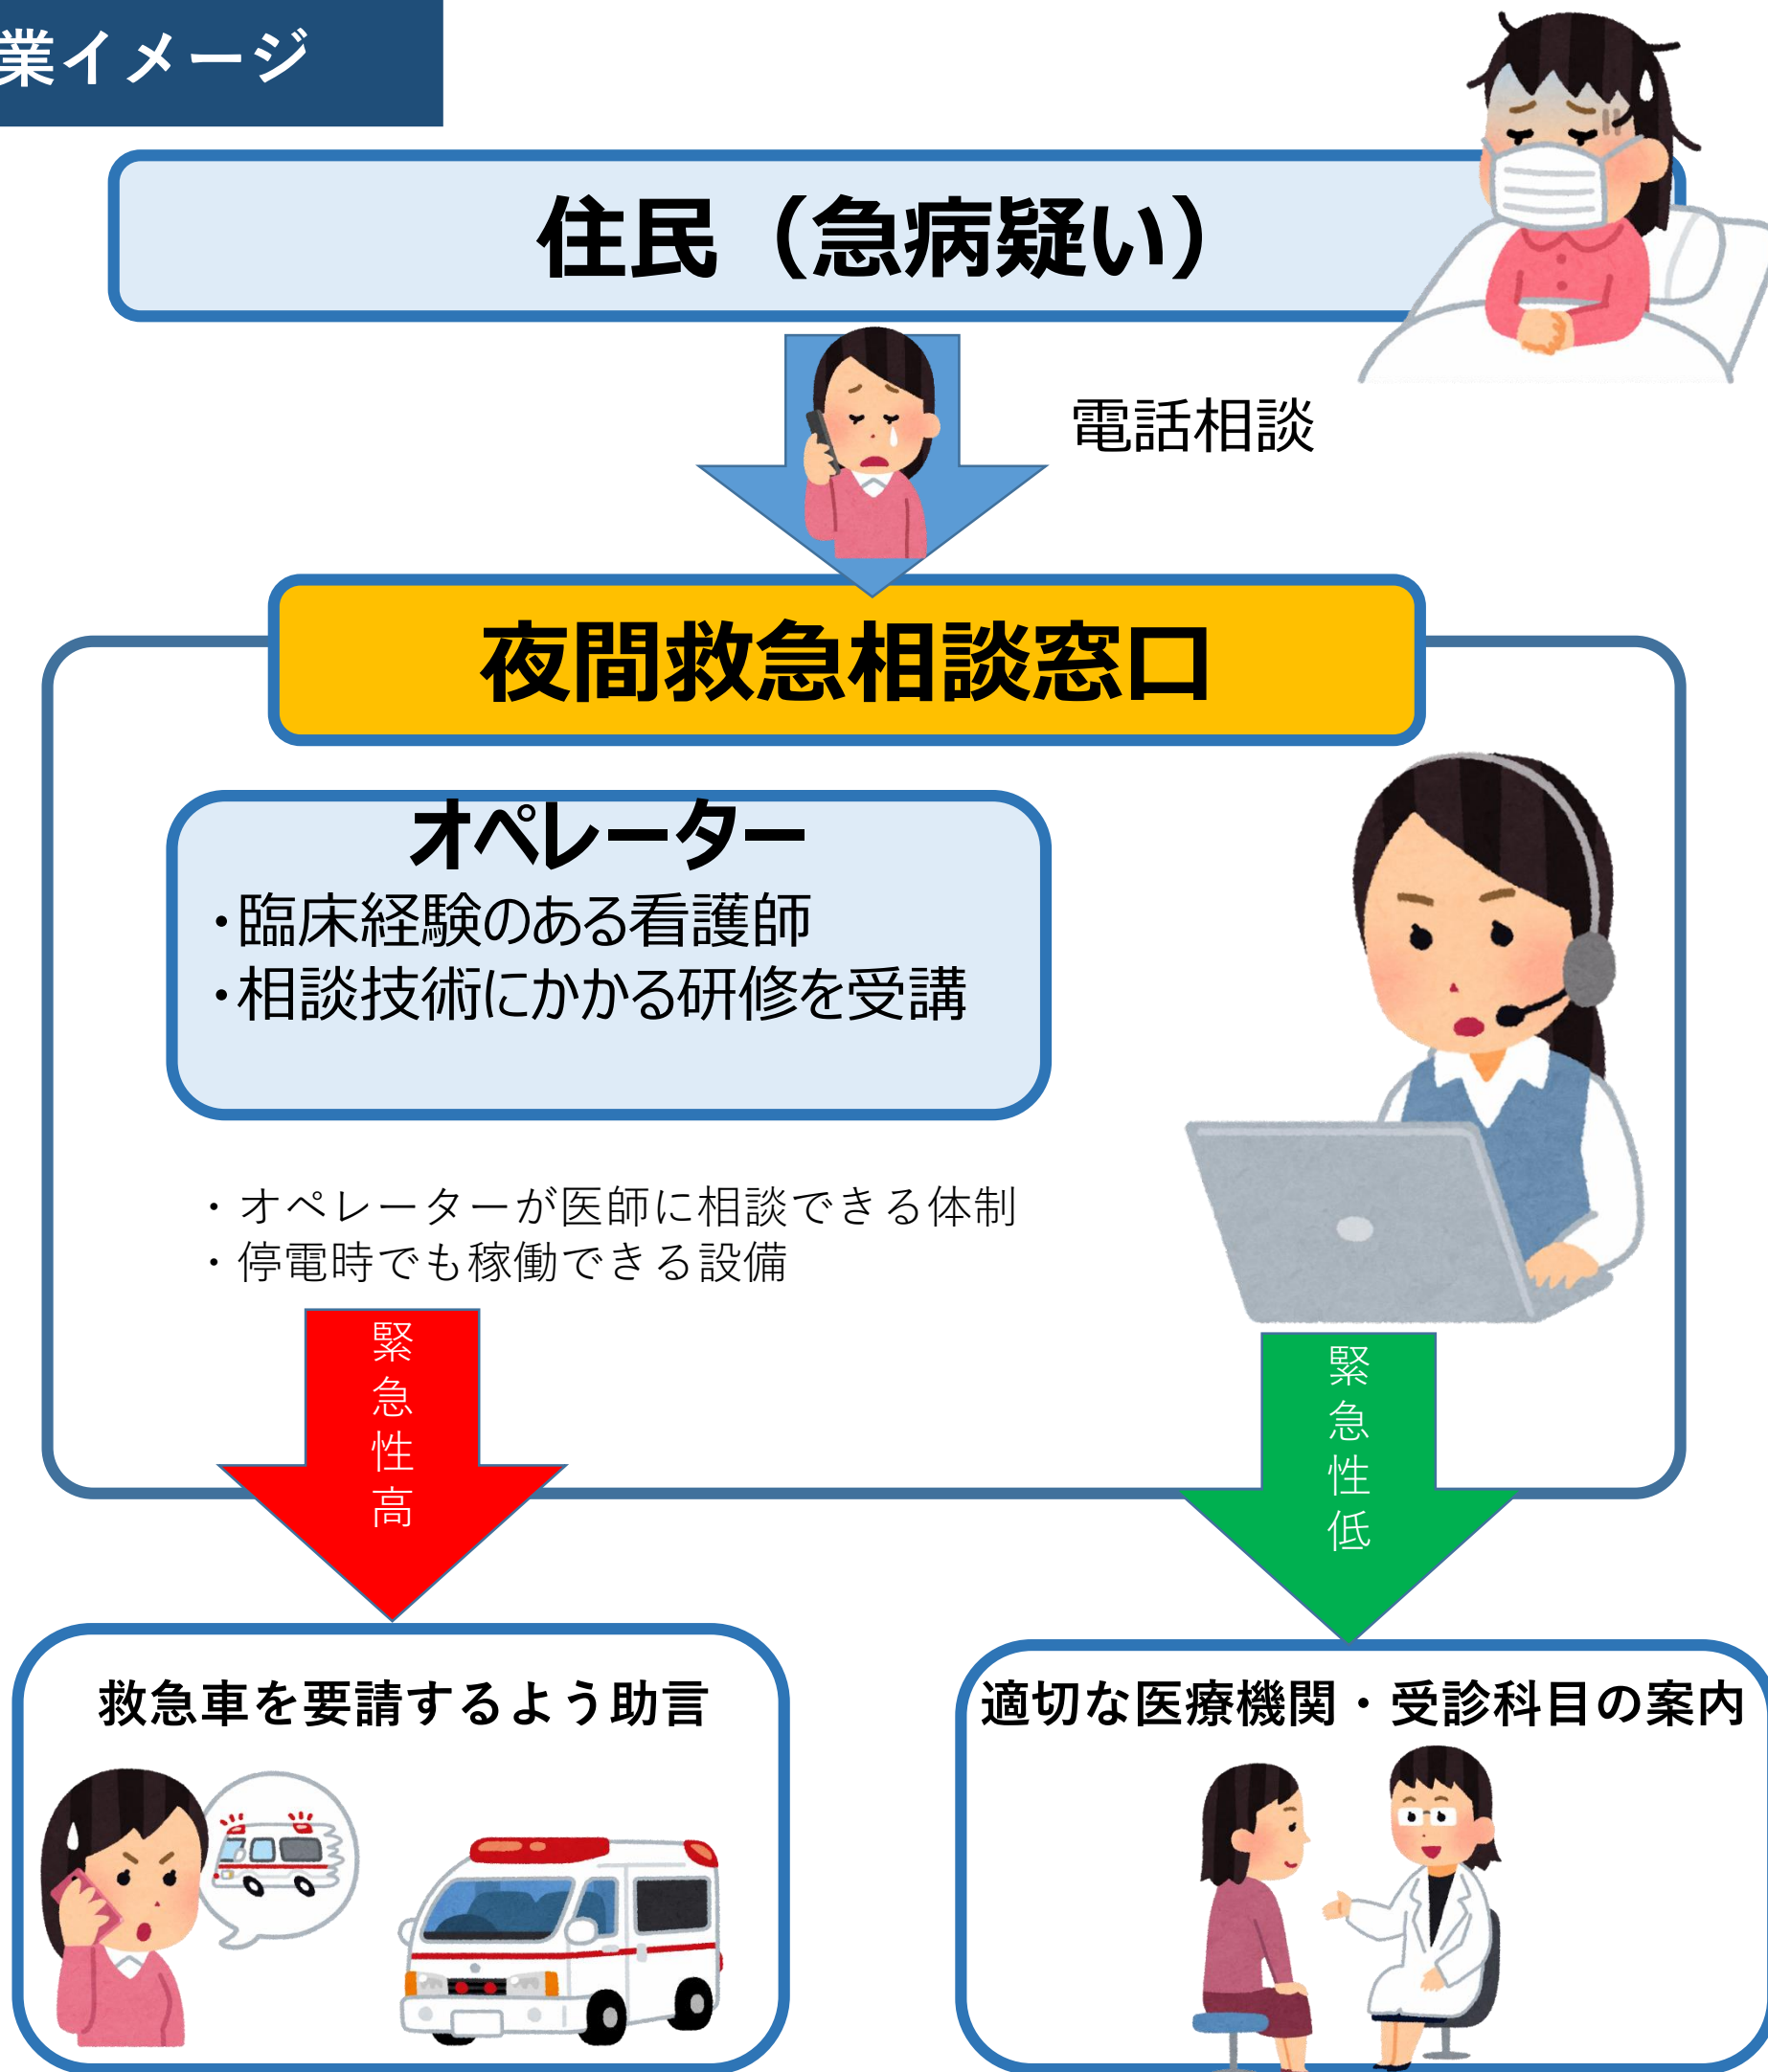 業イメージ
住民（急病疑い）
電話相談
夜間救急相談窓口
オペレーター
・臨床経験のある看護師
・相談技術にかかる研修を受講
・オペレーターが医師に相談できる体制
・停電時でも稼働できる設備
緊急性高
緊急性低
救急車を要請するよう助言
適切な医療機関・受診科目の案内